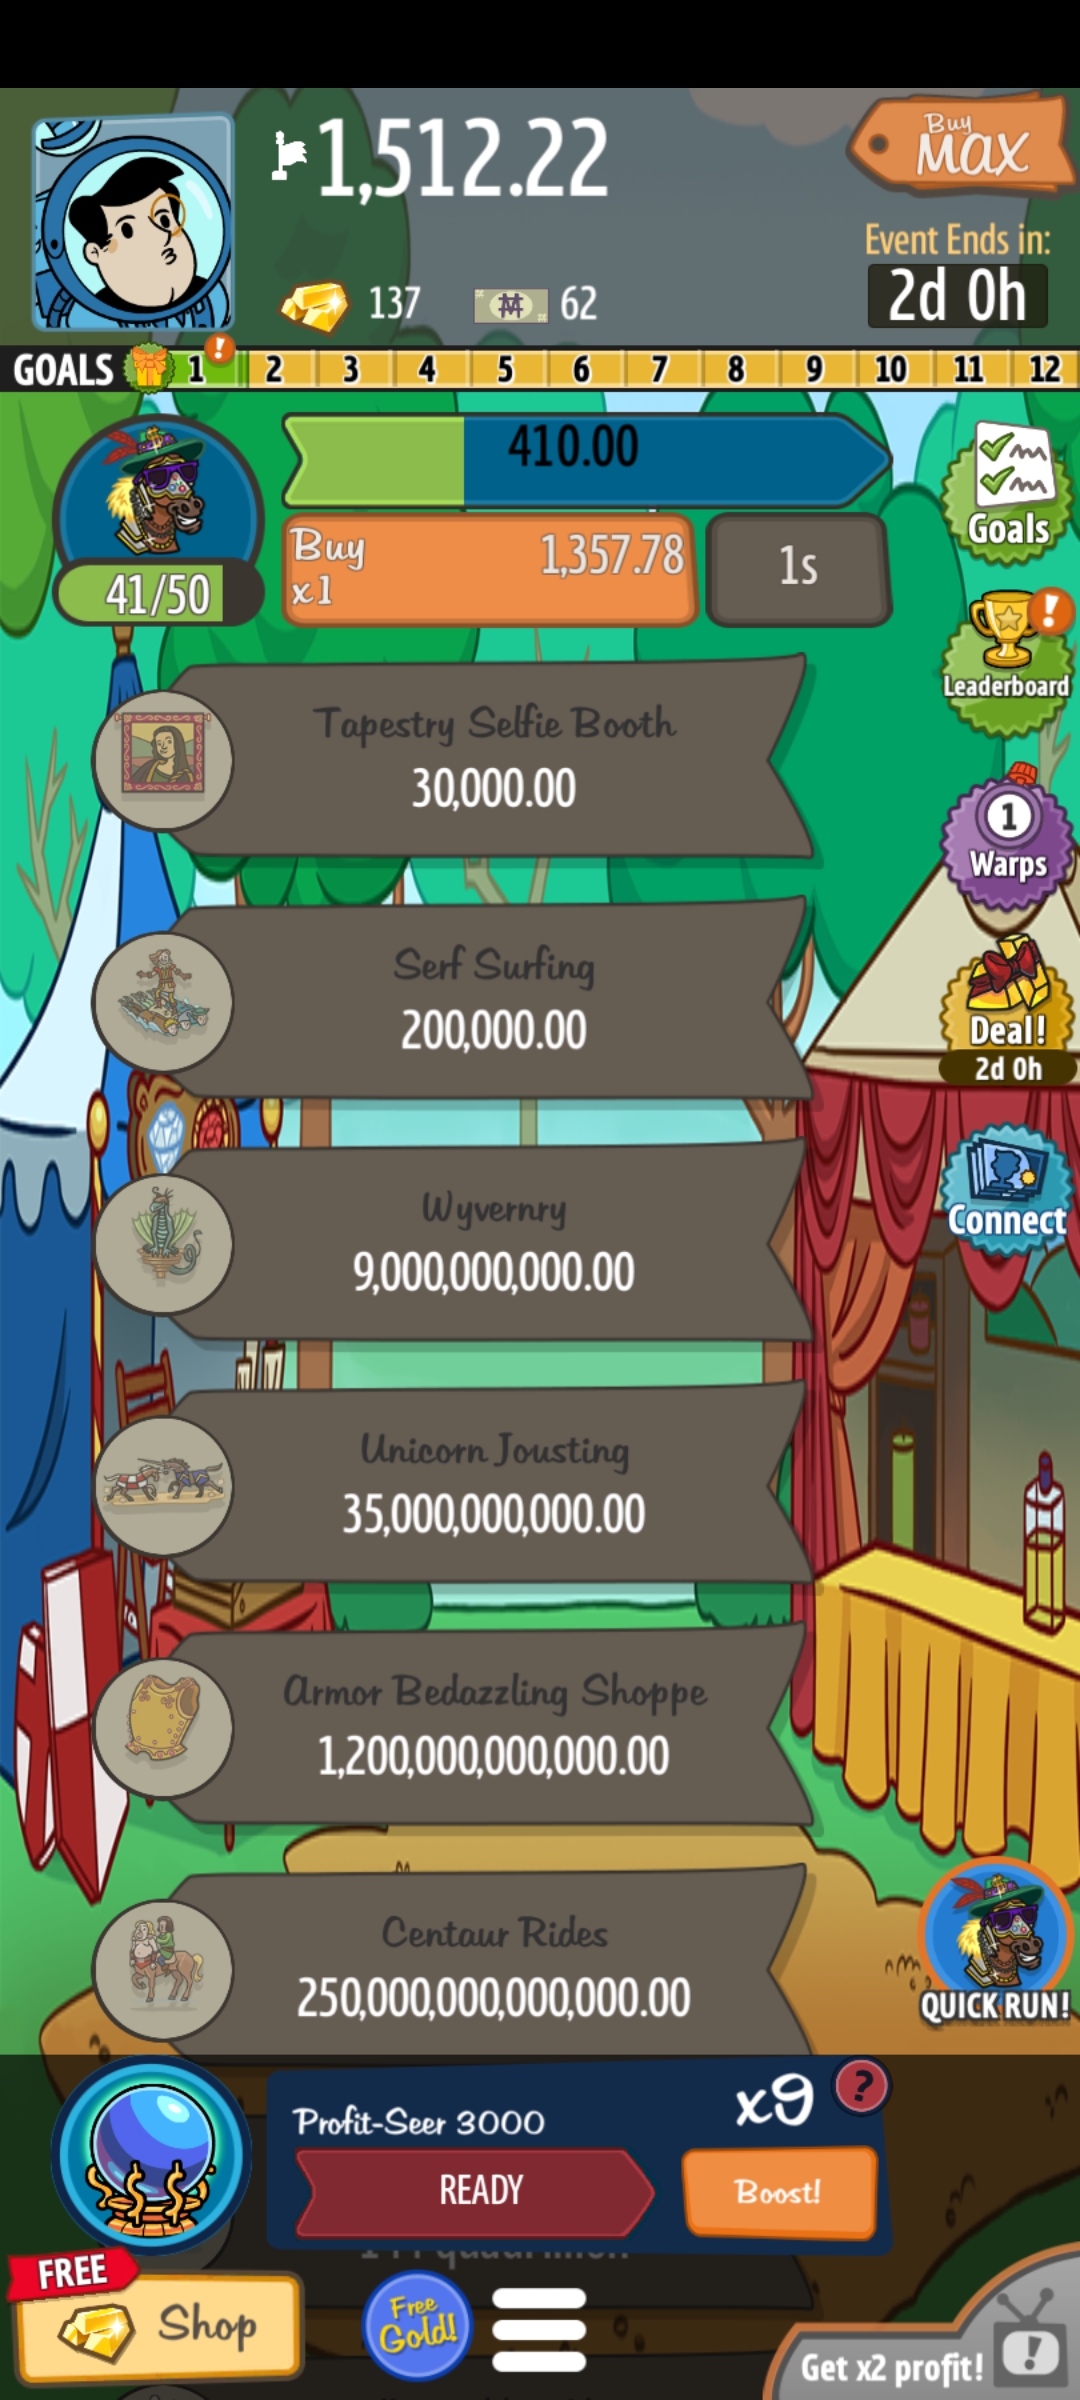 1,512.22
Buy
MAX
Event Ends in:
2d 0h
137
62
GOALS 1 ! 2 3 4 5 6 7 8 9 10 11 12
410.00
41/50
Buy
x1
1,357.78
1s
Goals
!
Leaderboard
Tapestry Selfie Booth
30,000.00
1
Warps
Serf Surfing
200,000.00
Deal!
2d 0h
Wyvernry
9,000,000,000.00
Connect
Unicorn Jousting
35,000,000,000.00
Armor Bedazzling Shoppe
1,200,000,000,000.00
Centaur Rides
250,000,000,000,000.00
QUICK RUN!
Profit-Seer 3000
x9
?
READY
Boost!
FREE
Shop
Free
Gold!
Get x2 profit!
!